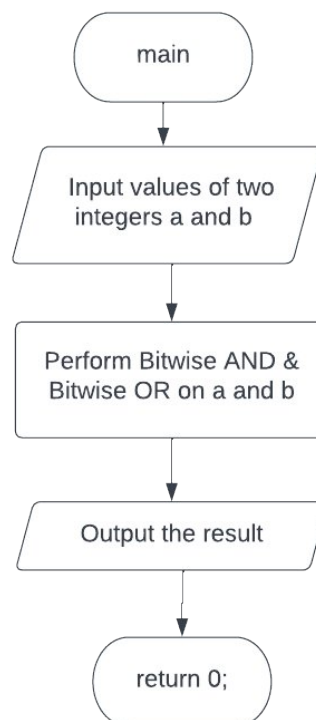 main
Input values of two
integers a and b
Perform Bitwise AND &
Bitwise OR on a and b
Output the result
return 0;